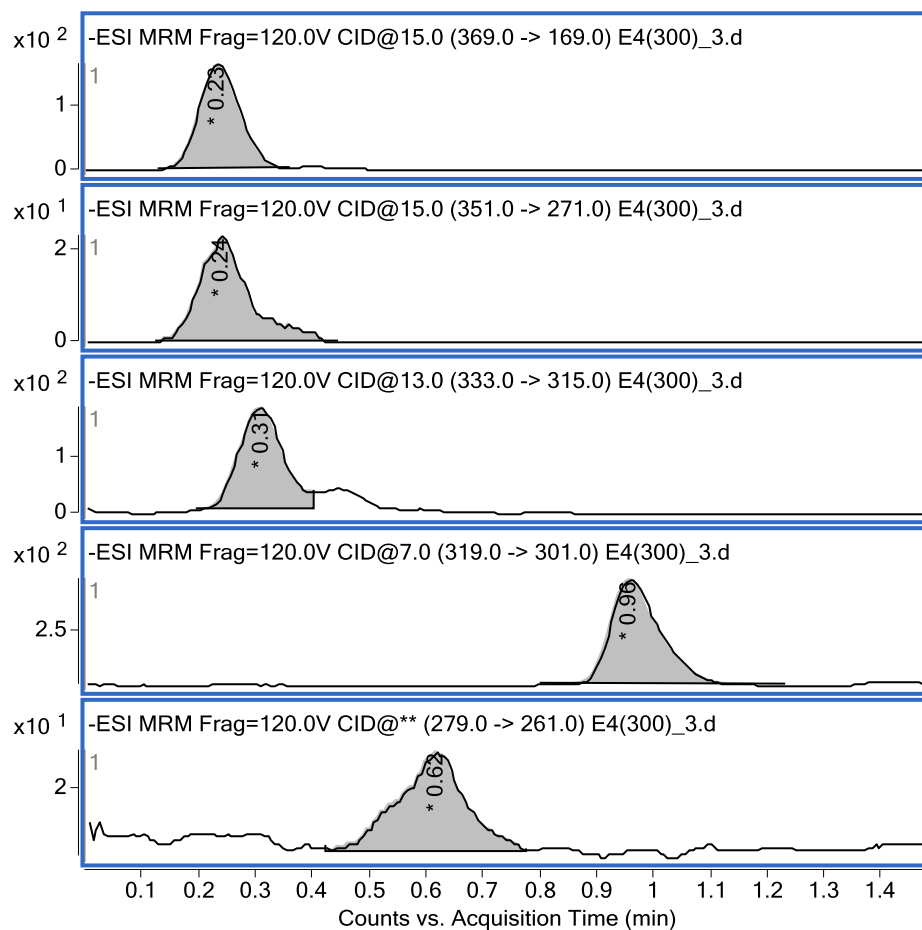 x10 2
-ESI MRM Frag=120.0V CID@15.0 (369.0 -> 169.0) E4(300)_3.d
1
* 0.23
1
0
x10 1
-ESI MRM Frag=120.0V CID@15.0 (351.0 -> 271.0) E4(300)_3.d
1
* 0.24
2
0
x10 2
-ESI MRM Frag=120.0V CID@13.0 (333.0 -> 315.0) E4(300)_3.d
1
* 0.31
1
0
x10 2
-ESI MRM Frag=120.0V CID@7.0 (319.0 -> 301.0) E4(300)_3.d
1
* 0.96
2.5
x10 1
-ESI MRM Frag=120.0V CID@** (279.0 -> 261.0) E4(300)_3.d
1
* 0.62
2
0.1 0.2 0.3 0.4 0.5 0.6 0.7 0.8 0.9 1 1.1 1.2 1.3 1.4
Counts vs. Acquisition Time (min)